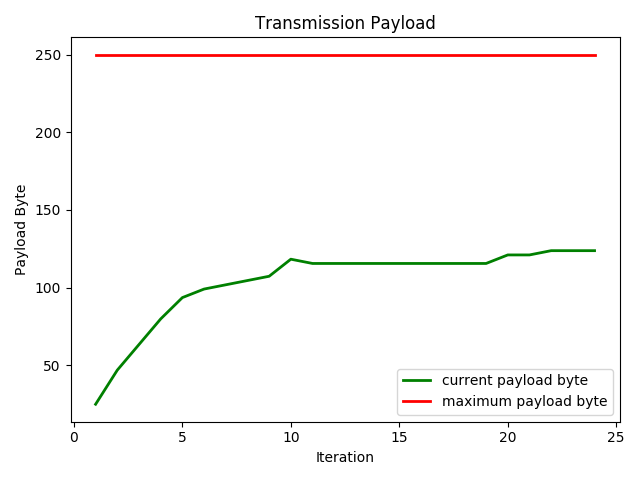 Transmission Payload
250
200
150
100
50
Payload Byte
current payload byte
maximum payload byte
0 5 10 15 20 25
Iteration